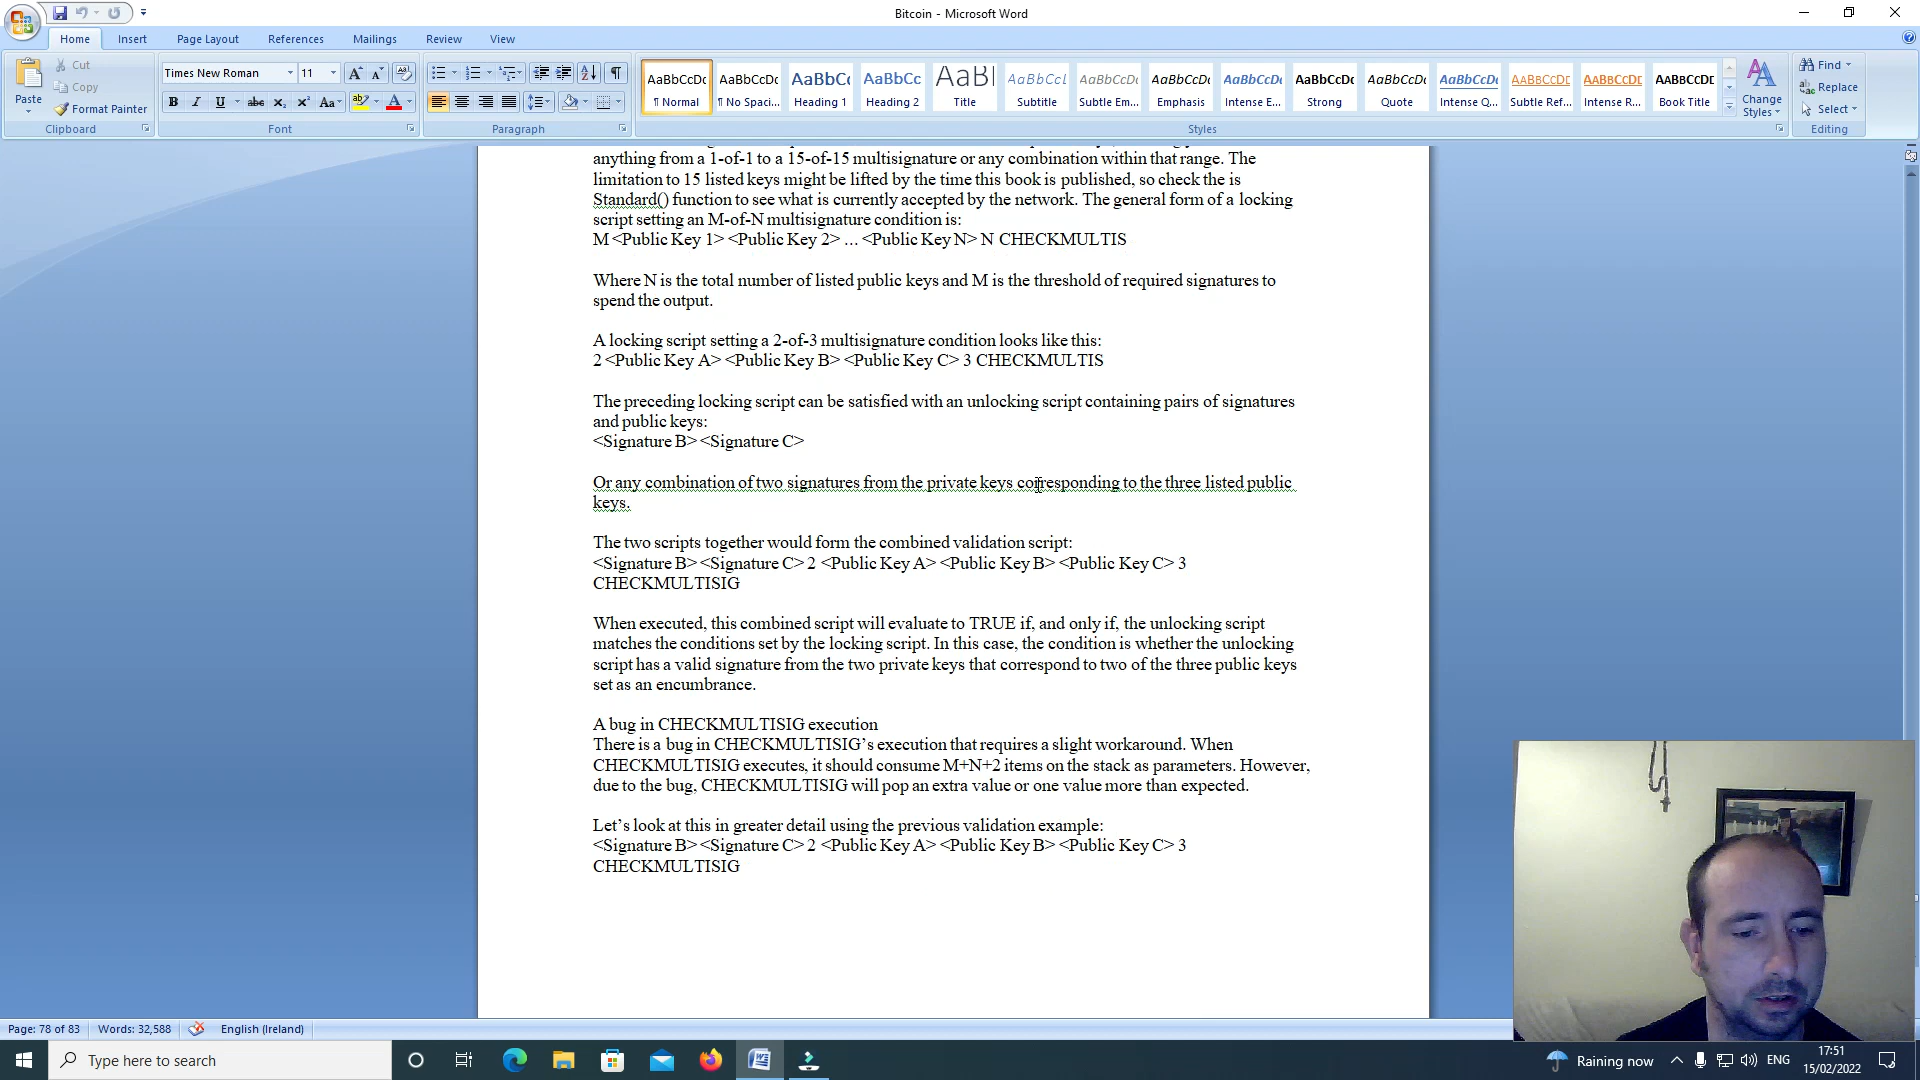 Bitcoin - Microsoft Word
Home Insert Page Layout References Mailings Review View
Paste
Cut
Copy
Format Painter
Clipboard
Times New Roman 11
Font
Paragraph
AaBbCcDc AaBbCcDc AaBbC( AaBbCc AaB AaBbCcL AaBbCcDc AaBbCcDc AaBbCcDc AaBbCcDc AaBbCcDc AaBbCcDc AABBCCDD AABBCCDD AABBCCDE
¶ Normal ¶ No Spaci... Heading 1 Heading 2 Title Subtitle Subtle Em... Emphasis Intense E... Strong Quote Intense Q... Subtle Ref... Intense R... Book Title
Change Styles
Styles
Find
Replace
Select
Editing
anything from a 1-of-1 to a 15-of-15 multisignature or any combination within that range. The
limitation to 15 listed keys might be lifted by the time this book is published, so check the is
Standard() function to see what is currently accepted by the network. The general form of a locking
script setting an M-of-N multisignature condition is:
M <Public Key 1> <Public Key 2> … <Public Key N> N CHECKMULTIS
Where N is the total number of listed public keys and M is the threshold of required signatures to
spend the output.
A locking script setting a 2-of-3 multisignature condition looks like this:
2 <Public Key A> <Public Key B> <Public Key C> 3 CHECKMULTIS
The preceding locking script can be satisfied with an unlocking script containing pairs of signatures
and public keys:
<Signature B> <Signature C>
Or any combination of two signatures from the private keys corresponding to the three listed public
keys.
The two scripts together would form the combined validation script:
<Signature B> <Signature C> 2 <Public Key A> <Public Key B> <Public Key C> 3
CHECKMULTISIG
When executed, this combined script will evaluate to TRUE if, and only if, the unlocking script
matches the conditions set by the locking script. In this case, the condition is whether the unlocking
script has a valid signature from the two private keys that correspond to two of the three public keys
set as an encumbrance.
A bug in CHECKMULTISIG execution
There is a bug in CHECKMULTISIG’s execution that requires a slight workaround. When
CHECKMULTISIG executes, it should consume M+N+2 items on the stack as parameters. However,
due to the bug, CHECKMULTISIG will pop an extra value or one value more than expected.
Let’s look at this in greater detail using the previous validation example:
<Signature B> <Signature C> 2 <Public Key A> <Public Key B> <Public Key C> 3
CHECKMULTISIG
Page: 78 of 83 Words: 32,588 English (Ireland)
Type here to search
Raining now ENG 17:51
15/02/2022